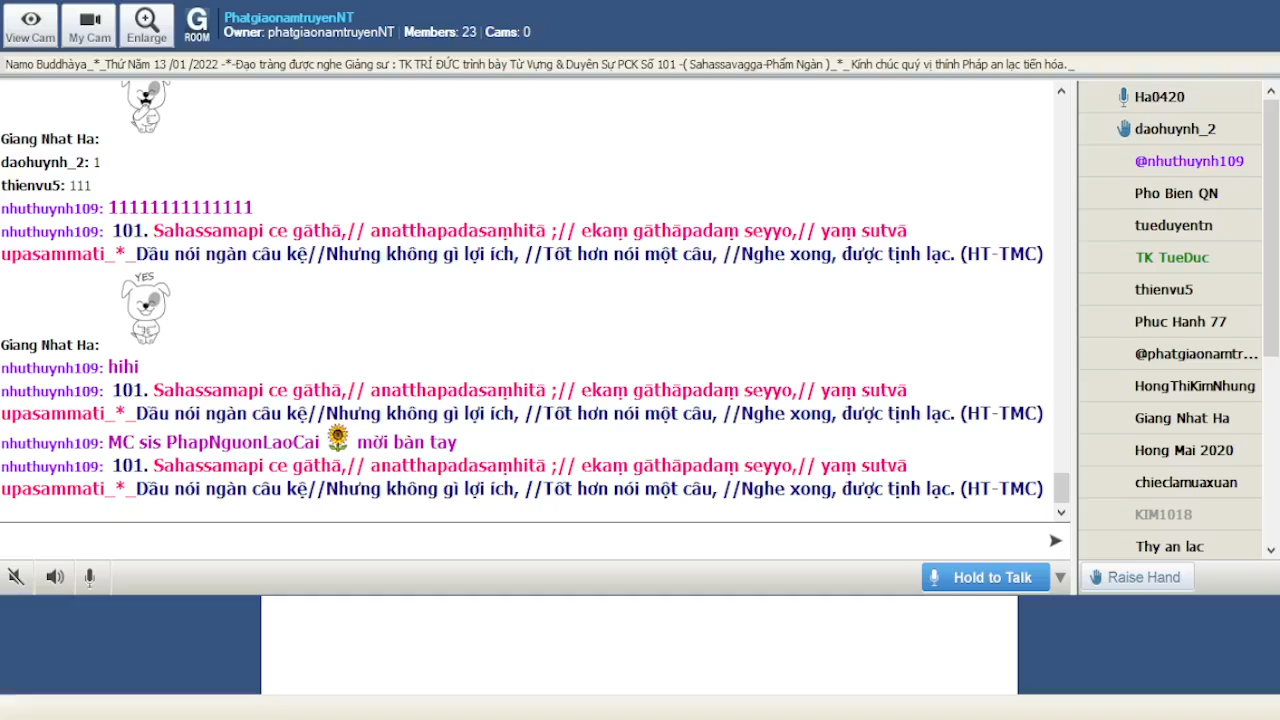 View Cam
My Cam
Enlarge
G
ROOM
PhatgiaonamtruyenNT
Owner: phatgiaonamtruyenNT | Members: 23 | Cams: 0
Namo Buddhàya_*_Thứ Năm 13 /01 /2022 -*-Đạo tràng được nghe Giảng sư : TK TRÍ ĐỨC trình bày Từ Vựng & Duyên Sự PCK Số 101 -( Sahassavagga-Phẩm Ngàn )_*_ Kính chúc quý vị thính Pháp an lạc tiến hóa._
Giang Nhat Ha:
daohuynh_2: 1
thienvu5: 111
nhuthuynh109: 11111111111111
nhuthuynh109: 101. Sahassamapi ce gāthā,// anatthapadasaṃhitā ;// ekaṃ gāthāpadaṃ seyyo,// yaṃ sutvā
upasammati_*_Dầu nói ngàn câu kệ//Nhưng không gì lợi ích, //Tốt hơn nói một câu, //Nghe xong, được tịnh lạc. (HT-TMC)
YES
Giang Nhat Ha:
nhuthuynh109: hihi
nhuthuynh109: 101. Sahassamapi ce gāthā,// anatthapadasaṃhitā ;// ekaṃ gāthāpadaṃ seyyo,// yaṃ sutvā
upasammati_*_Dầu nói ngàn câu kệ//Nhưng không gì lợi ích, //Tốt hơn nói một câu, //Nghe xong, được tịnh lạc. (HT-TMC)
nhuthuynh109: MC sis PhapNguonLaoCai mời bàn tay
nhuthuynh109: 101. Sahassamapi ce gāthā,// anatthapadasaṃhitā ;// ekaṃ gāthāpadaṃ seyyo,// yaṃ sutvā
upasammati_*_Dầu nói ngàn câu kệ//Nhưng không gì lợi ích, //Tốt hơn nói một câu, //Nghe xong, được tịnh lạc. (HT-TMC)
Hold to Talk
Ha0420
daohuynh_2
@nhuthuynh109
Pho Bien QN
tueduyentn
TK TueDuc
thienvu5
Phuc Hanh 77
@phatgiaonamtr...
HongThiKimNhung
Giang Nhat Ha
Hong Mai 2020
chieclamuaxuan
KIM1018
Thy an lac
Raise Hand